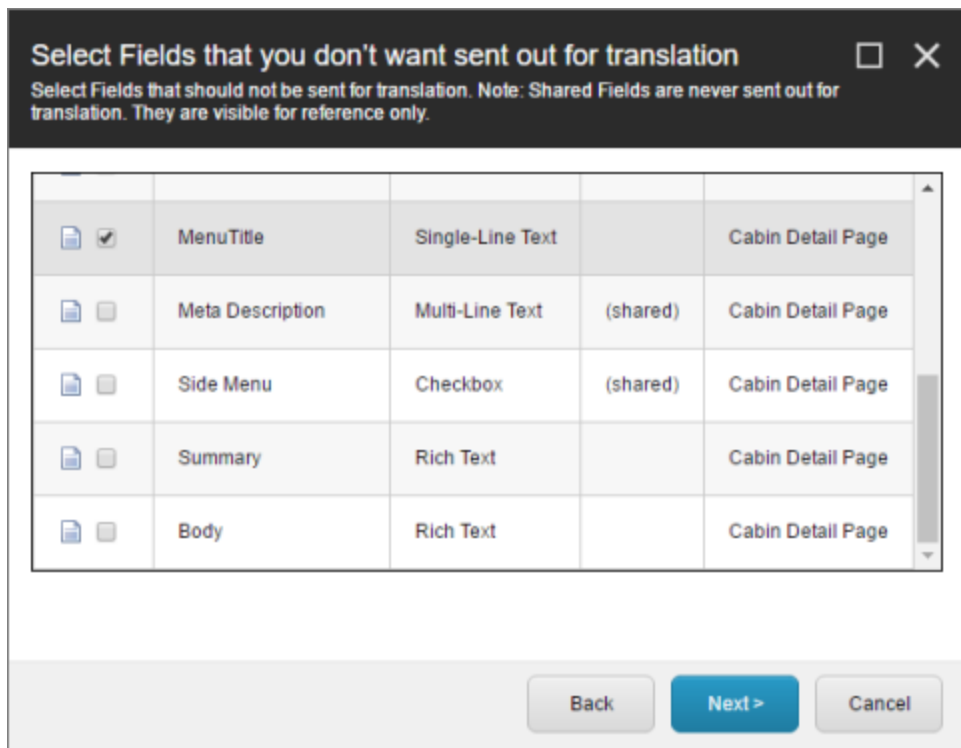 Select Fields that you don't want sent out for translation
Select Fields that should not be sent for translation. Note: Shared Fields are never sent out for
translation. They are visible for reference only.
MenuTitle Single-Line Text Cabin Detail Page
Meta Description Multi-Line Text (shared) Cabin Detail Page
Side Menu Checkbox (shared) Cabin Detail Page
Summary Rich Text Cabin Detail Page
Body Rich Text Cabin Detail Page
Back Next > Cancel